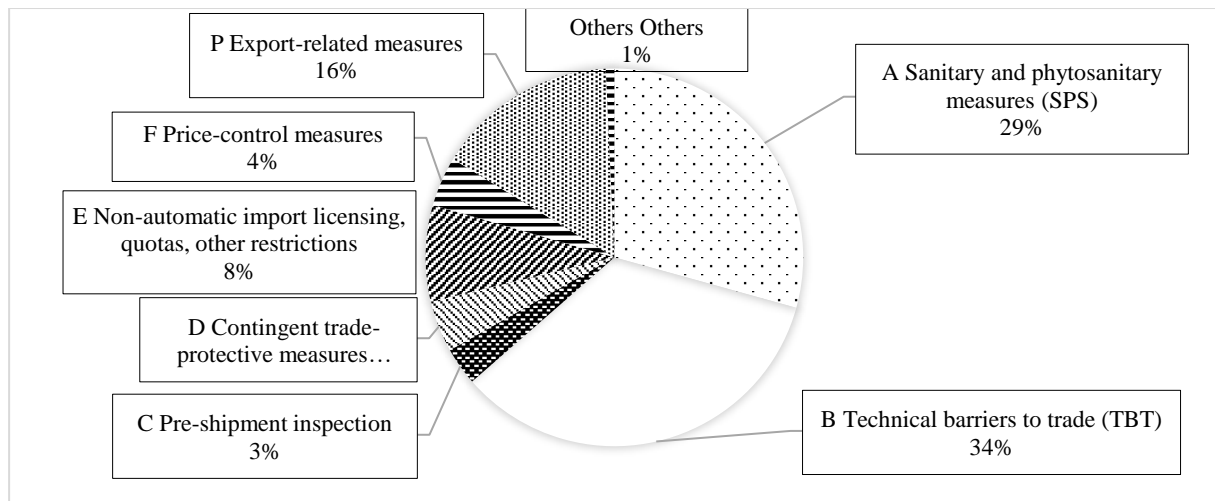 P Export-related measures
16%
Others Others
1%
A Sanitary and phytosanitary
measures (SPS)
29%
F Price-control measures
4%
E Non-automatic import licensing,
quotas, other restrictions
8%
D Contingent trade-
protective measures…
C Pre-shipment inspection
3%
B Technical barriers to trade (TBT)
34%